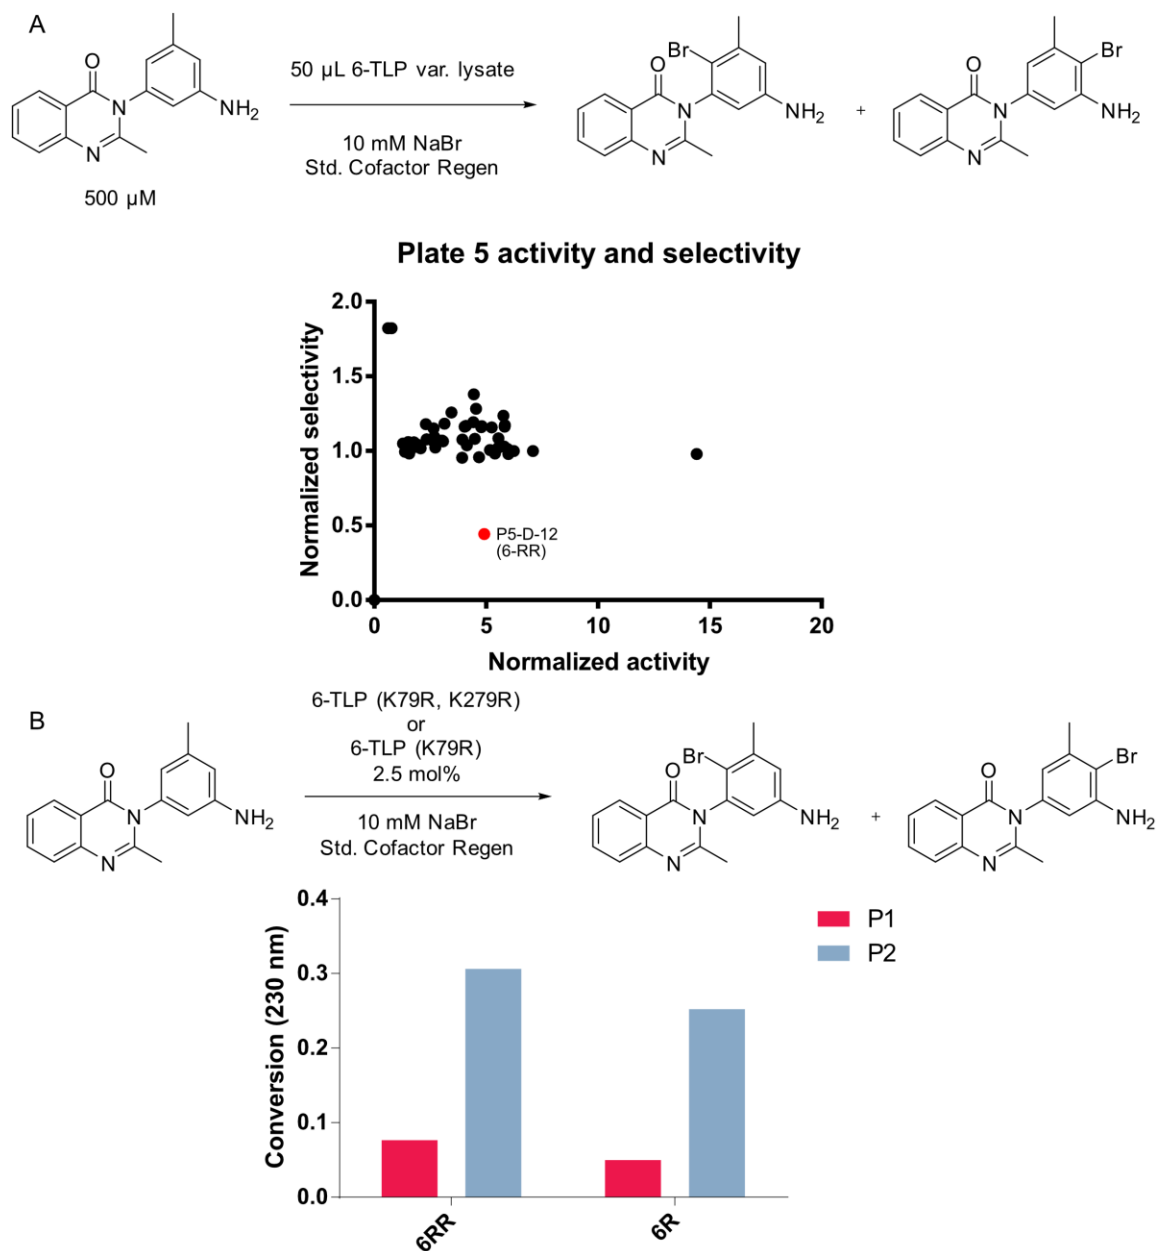 A
O
N
N
NH2
500 µM
50 µL 6-TLP var. lysate
10 mM NaBr
Std. Cofactor Regen
Br
O
N
N
NH2
+
O
N
N
Br
NH2
Plate 5 activity and selectivity
Normalized selectivity
2.0
1.5
1.0
0.5
0.0
P5-D-12
(6-RR)
0 5 10 15 20
Normalized activity
B
O
N
N
NH2
6-TLP (K79R, K279R)
or
6-TLP (K79R)
2.5 mol%
10 mM NaBr
Std. Cofactor Regen
Br
O
N
N
NH2
+
O
N
N
Br
NH2
Conversion (230 nm)
0.4
0.3
0.2
0.1
0.0
6RR
6R
P1
P2